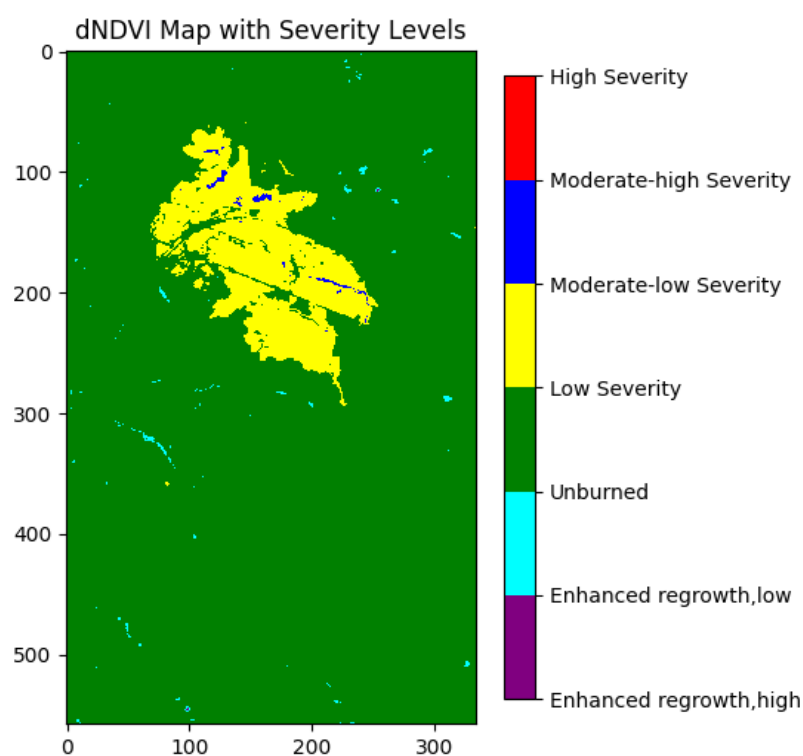 dNDVI Map with Severity Levels
0
100
200
300
400
500
0
100
200
300
High Severity
Moderate-high Severity
Moderate-low Severity
Low Severity
Unburned
Enhanced regrowth,low
Enhanced regrowth,high